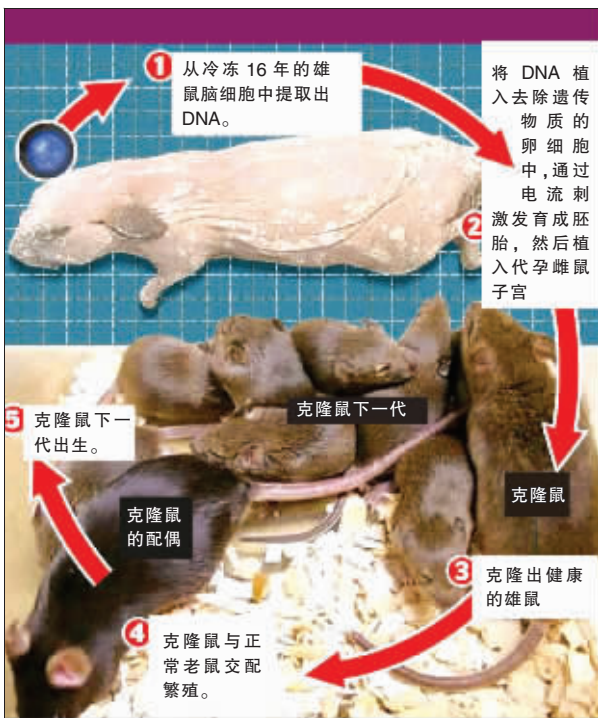 1
从冷冻 16 年的雄
鼠脑细胞中提取出
DNA。
将 DNA 植
入去除遗传
物质的
卵细胞
中,通过
电流刺
2
激发育成胚
胎，然后植
入代孕雌鼠
子宫
克隆鼠下一代
5
克隆鼠下一
代出生。
克隆鼠
克隆鼠
的配偶
3
克隆出健康
的雄鼠
4
克隆鼠与正
常老鼠交配
繁殖。